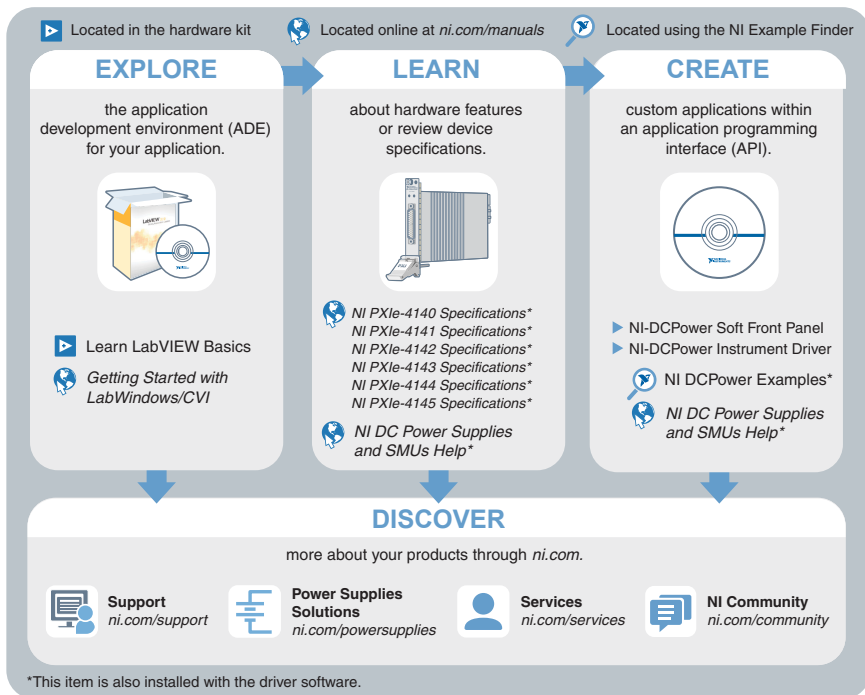 Located in the hardware kit
Located online at ni.com/manuals
Located using the NI Example Finder
EXPLORE
the application
development environment (ADE)
for your application.
LabVIEW
Learn LabVIEW Basics
Getting Started with
LabWindows/CVI
LEARN
about hardware features
or review device
specifications.
NI PXIe-4140 Specifications*
NI PXIe-4141 Specifications*
NI PXIe-4142 Specifications*
NI PXIe-4143 Specifications*
NI PXIe-4144 Specifications*
NI PXIe-4145 Specifications*
NI DC Power Supplies
and SMUs Help*
CREATE
custom applications within
an application programming
interface (API).
NI-DCPower Soft Front Panel
NI-DCPower Instrument Driver
NI DCPower Examples*
NI DC Power Supplies
and SMUs Help*
DISCOVER
more about your products through ni.com.
Support
ni.com/support
Power Supplies
Solutions
ni.com/powersupplies
Services
ni.com/services
NI Community
ni.com/community
*This item is also installed with the driver software.